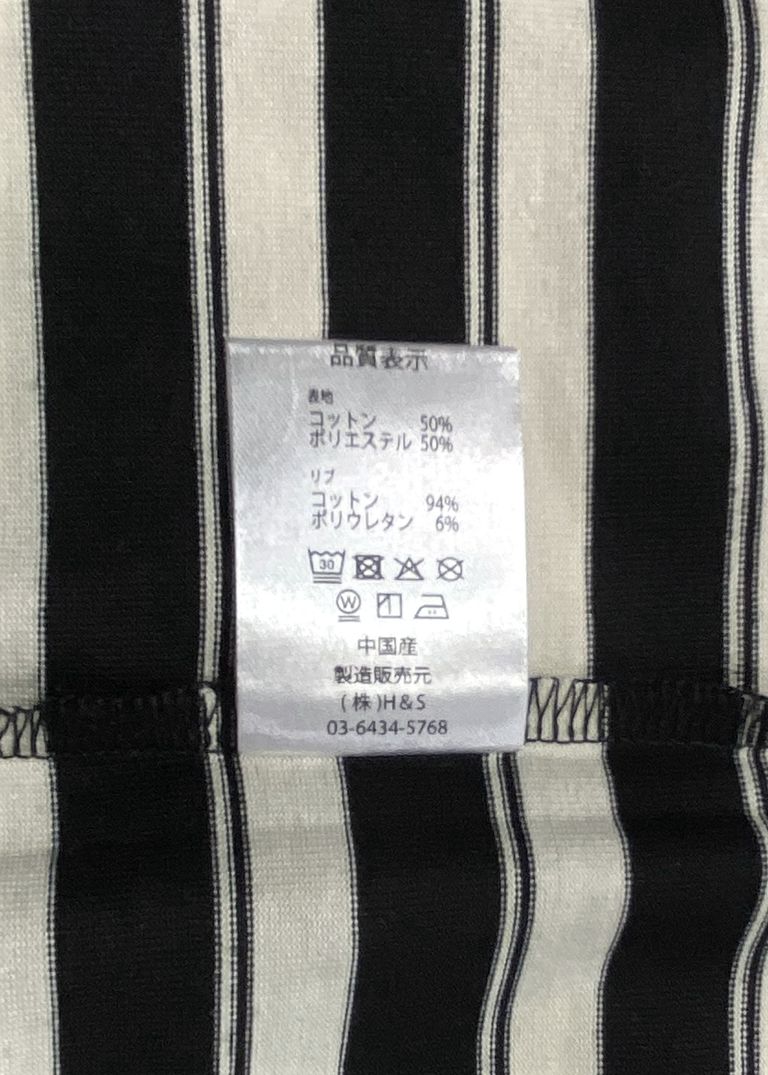 品質表示
表地
コットン 50%
ポリエステル 50%
リブ
コットン 94%
ポリウレタン 6%
30
W
中国産
製造販売元
(株)H&S
03-6434-5768